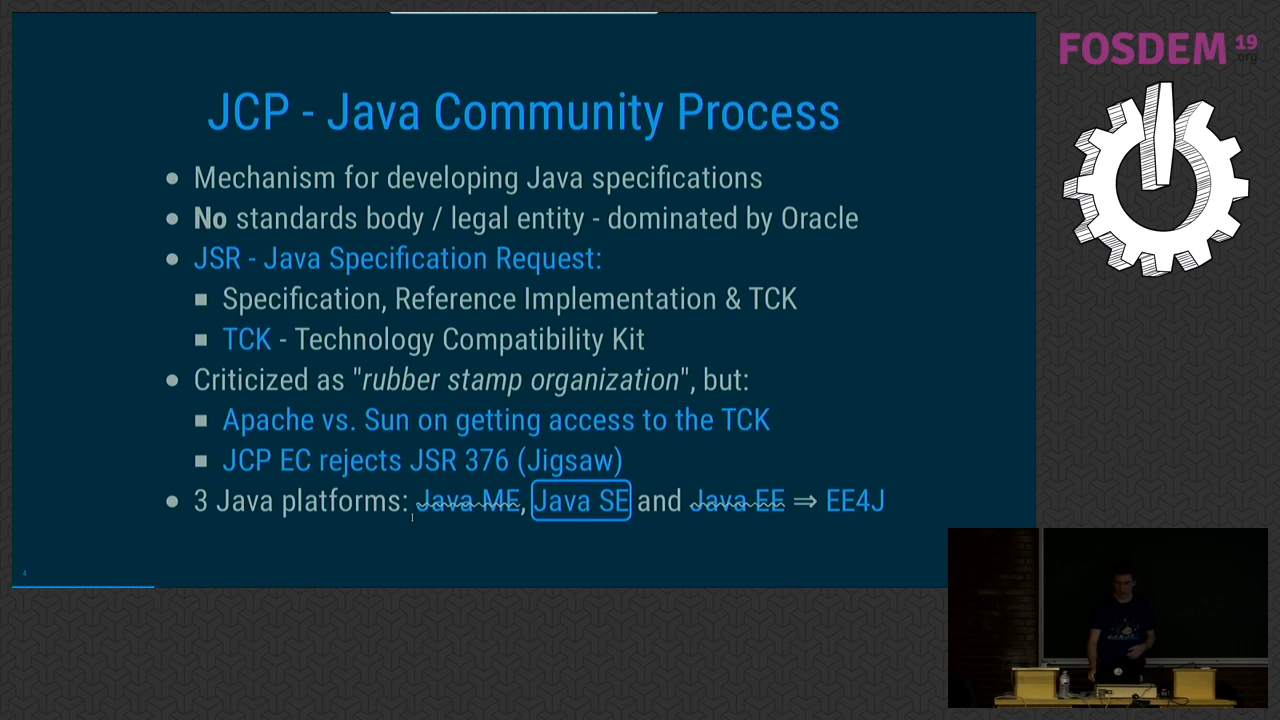 FOSDEM 19
.org
JCP - Java Community Process
Mechanism for developing Java specifications
No standards body / legal entity - dominated by Oracle
JSR - Java Specification Request:
Specification, Reference Implementation & TCK
TCK - Technology Compatibility Kit
Criticized as "rubber stamp organization", but:
Apache vs. Sun on getting access to the TCK
JCP EC rejects JSR 376 (Jigsaw)
3 Java platforms: Java ME, Java SE and Java EE ⇒ EE4J
4